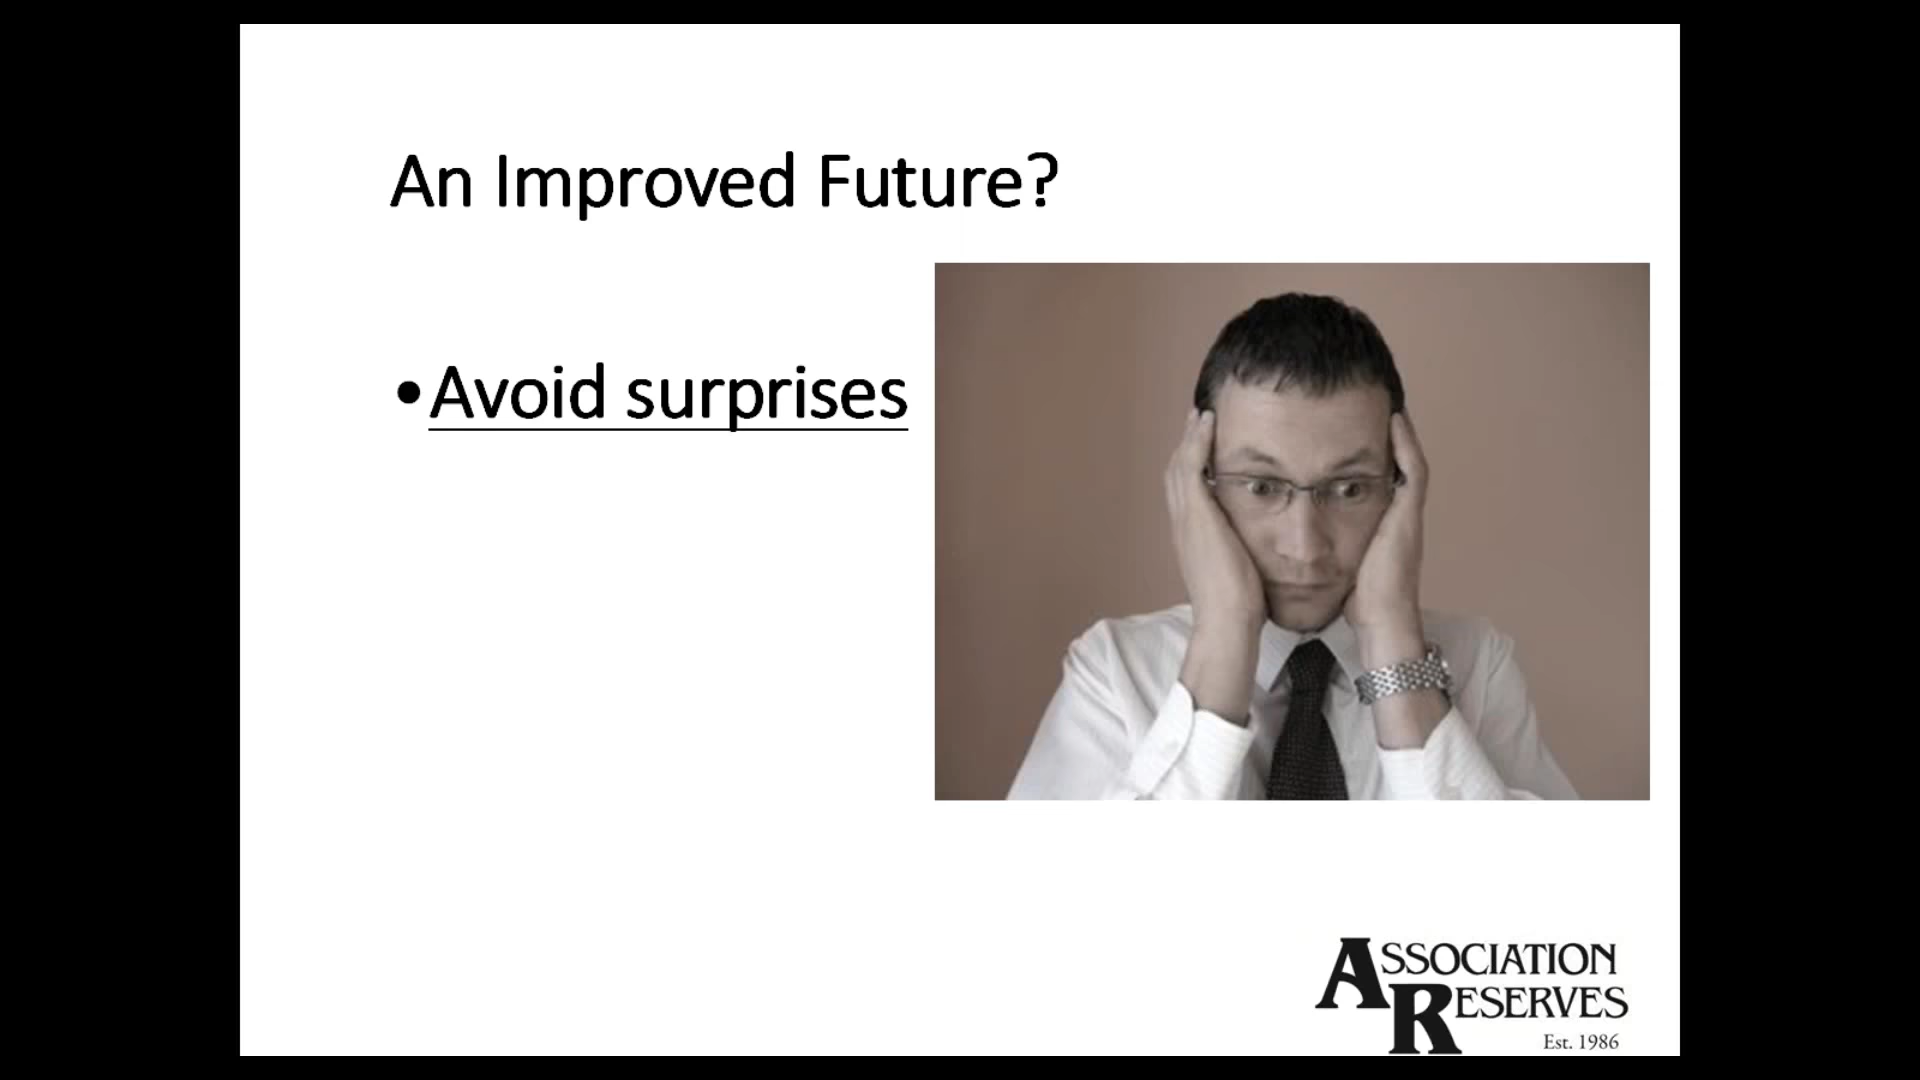 An Improved Future?
•Avoid surprises
ASSOCIATION
RESERVES
Est. 1986